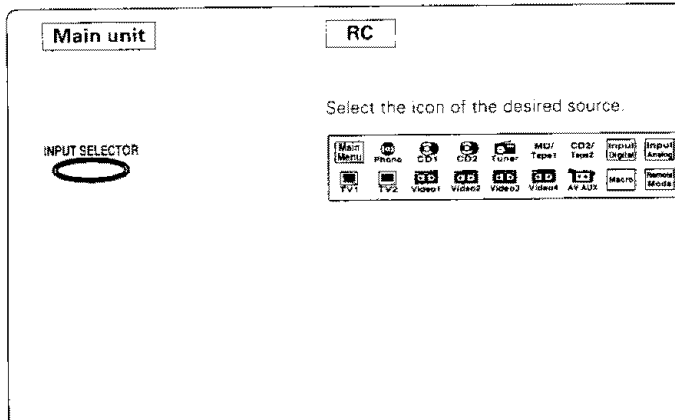 Main unit
RC
Select the icon of the desired source.
INPUT SELECTOR
Main Menu Phono CD1 CD2 Tuner MD/Tape1 CD2/Tape2 Input Digital Input Analog
TV1 TV2 Video1 Video2 Video3 Video4 AV AUX Macro Remote Mode